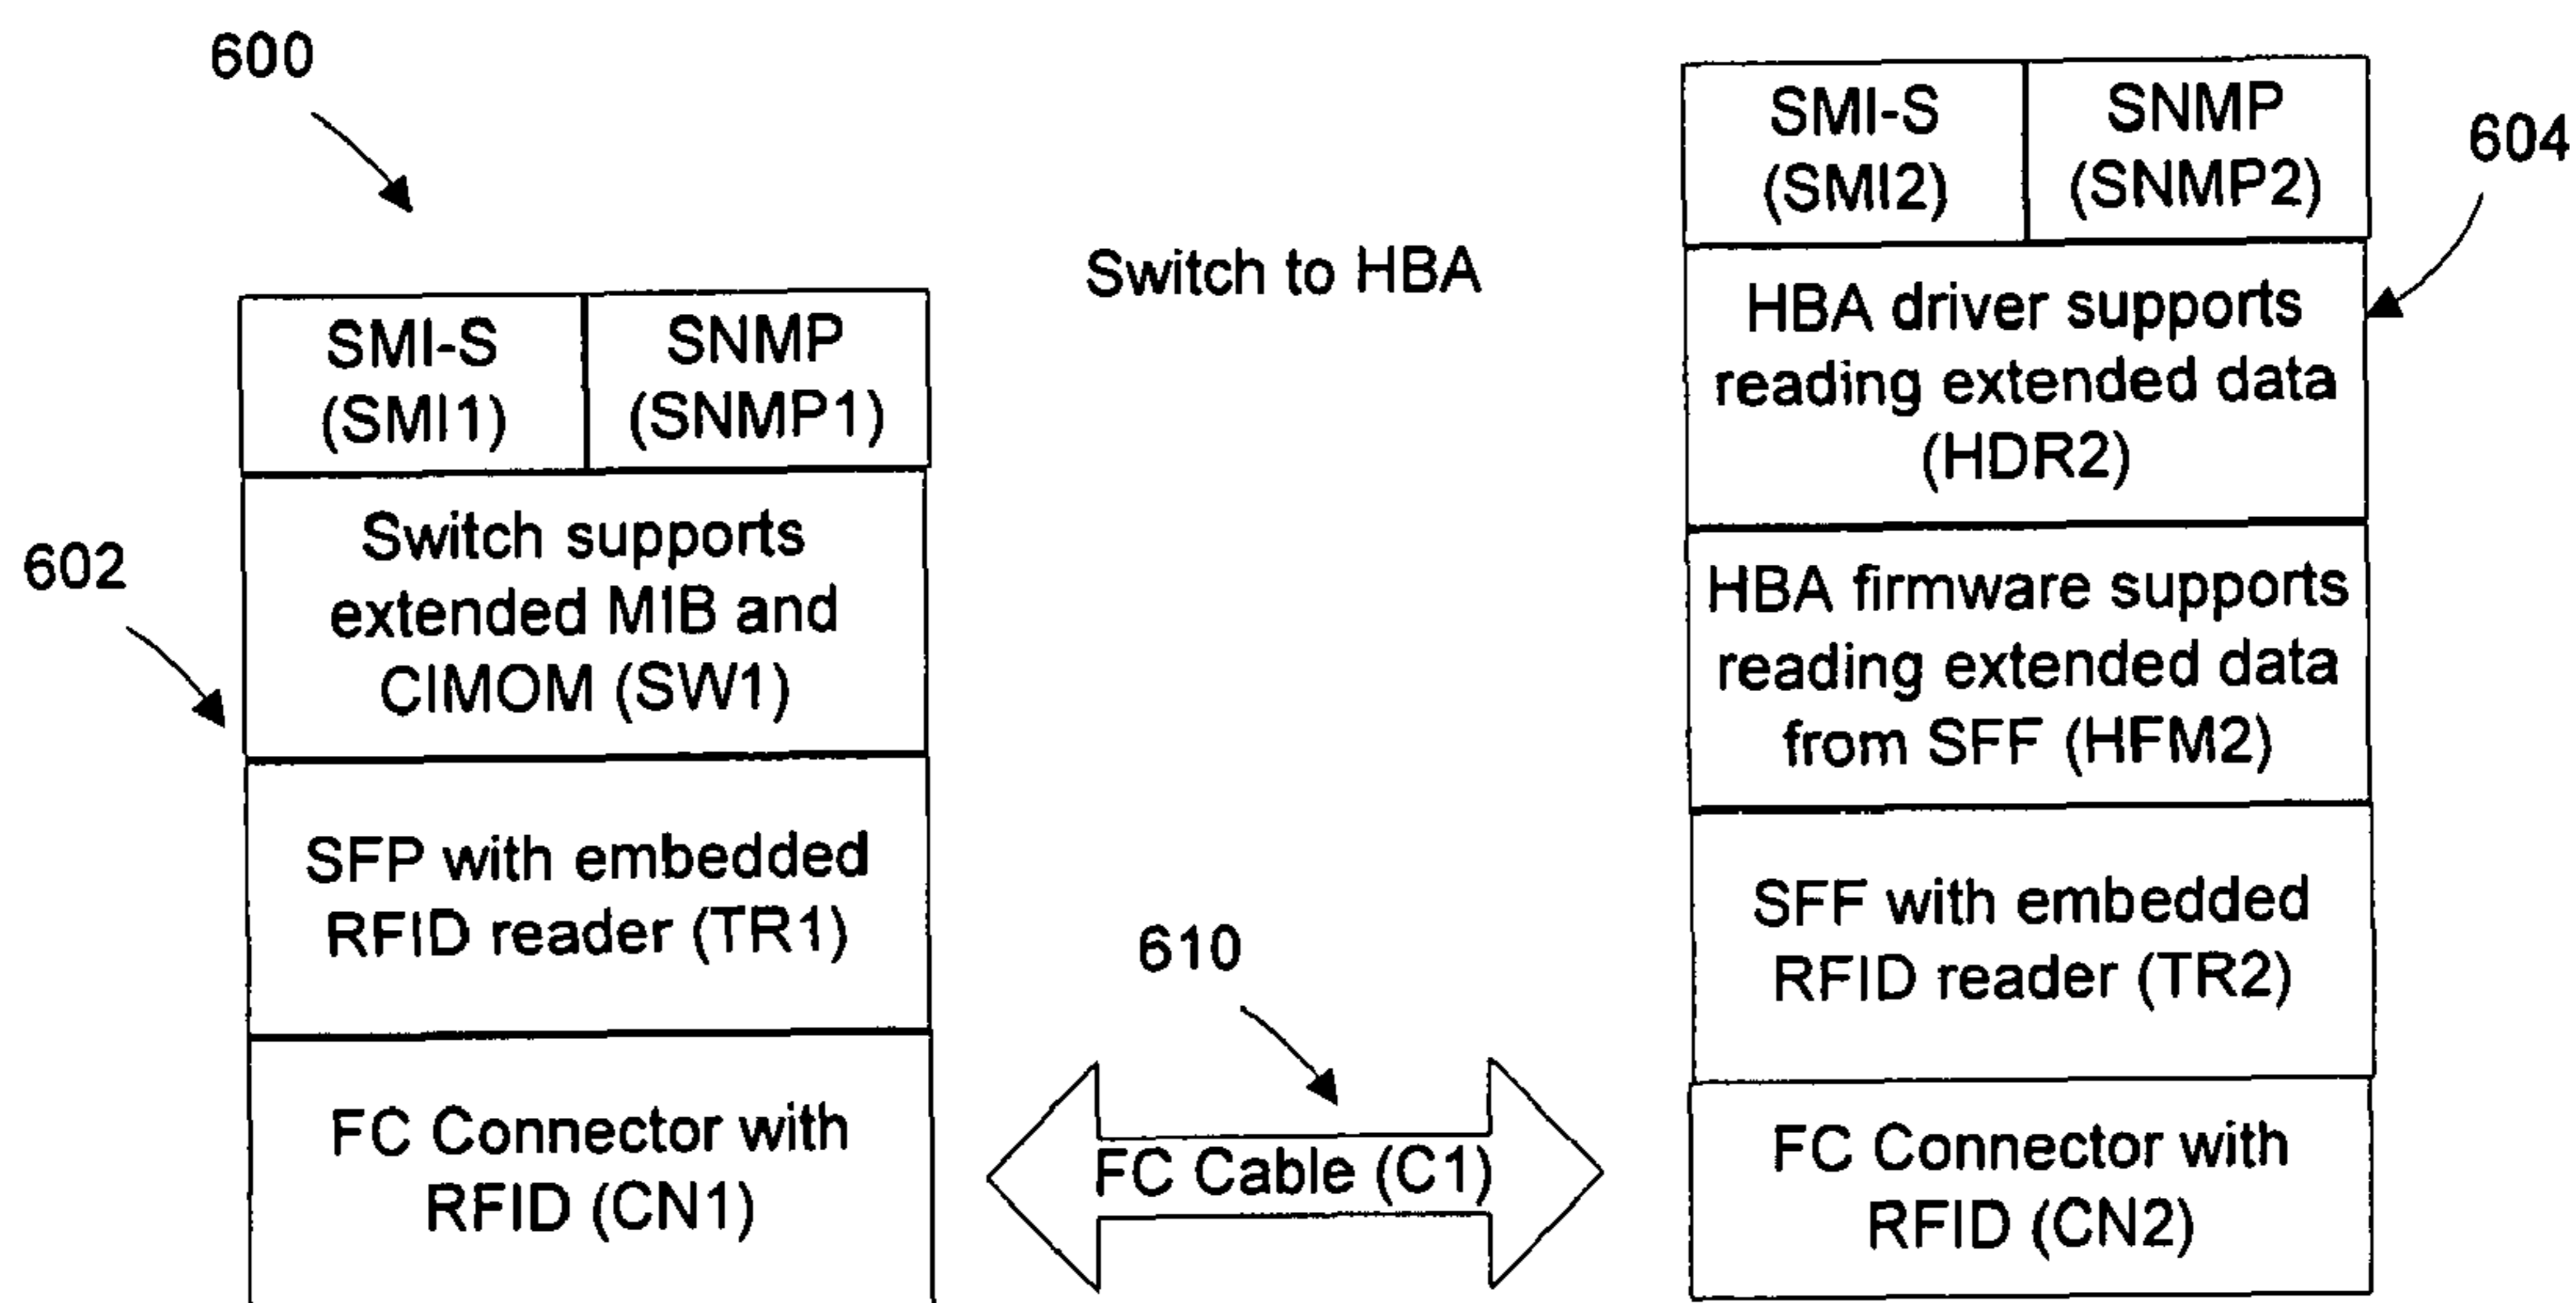 600
SMI-S
(SMI1)
SNMP
(SNMP1)
602
Switch supports
extended MIB and
CIMOM (SW1)
SFP with embedded
RFID reader (TR1)
FC Connector with
RFID (CN1)
Switch to HBA
610
FC Cable (C1)
SMI-S
(SMI2)
SNMP
(SNMP2)
604
HBA driver supports
reading extended data
(HDR2)
HBA firmware supports
reading extended data
from SFF (HFM2)
SFF with embedded
RFID reader (TR2)
FC Connector with
RFID (CN2)